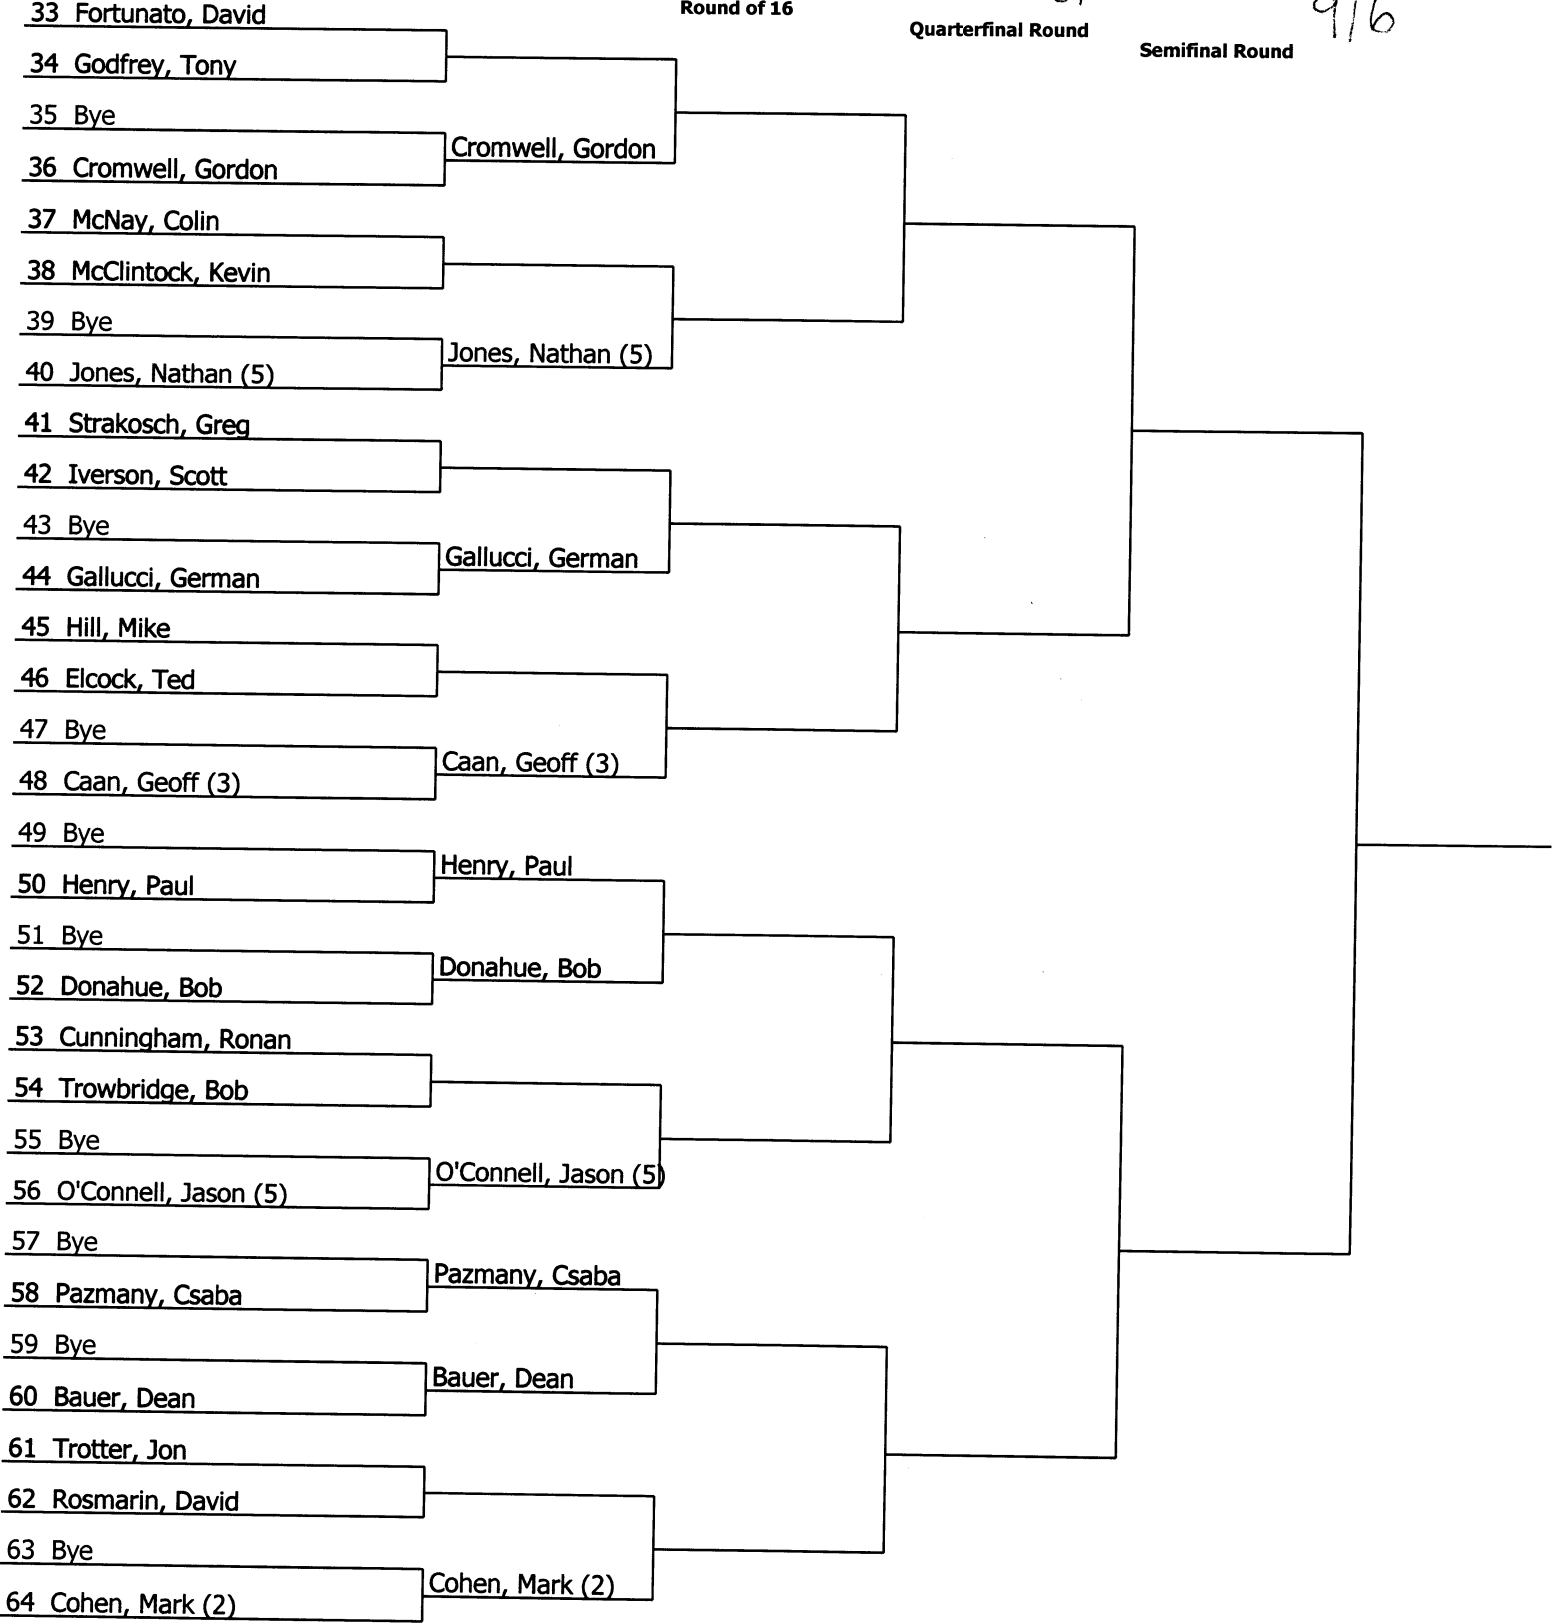 Round of 16
Quarterfinal Round
Semifinal Round
9/6
33 Fortunato, David
34 Godfrey, Tony
35 Bye
36 Cromwell, Gordon
Cromwell, Gordon
37 McNay, Colin
38 McClintock, Kevin
39 Bye
40 Jones, Nathan (5)
Jones, Nathan (5)
41 Strakosch, Greg
42 Iverson, Scott
43 Bye
44 Gallucci, German
Gallucci, German
45 Hill, Mike
46 Elcock, Ted
47 Bye
48 Caan, Geoff (3)
Caan, Geoff (3)
49 Bye
50 Henry, Paul
Henry, Paul
51 Bye
52 Donahue, Bob
Donahue, Bob
53 Cunningham, Ronan
54 Trowbridge, Bob
55 Bye
56 O'Connell, Jason (5)
O'Connell, Jason (5)
57 Bye
58 Pazmany, Csaba
Pazmany, Csaba
59 Bye
60 Bauer, Dean
Bauer, Dean
61 Trotter, Jon
62 Rosmarin, David
63 Bye
64 Cohen, Mark (2)
Cohen, Mark (2)